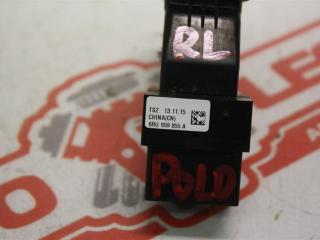 RL
TSZ 13.11.15
CHINA(CN)
6RU 959 855 A
POLO